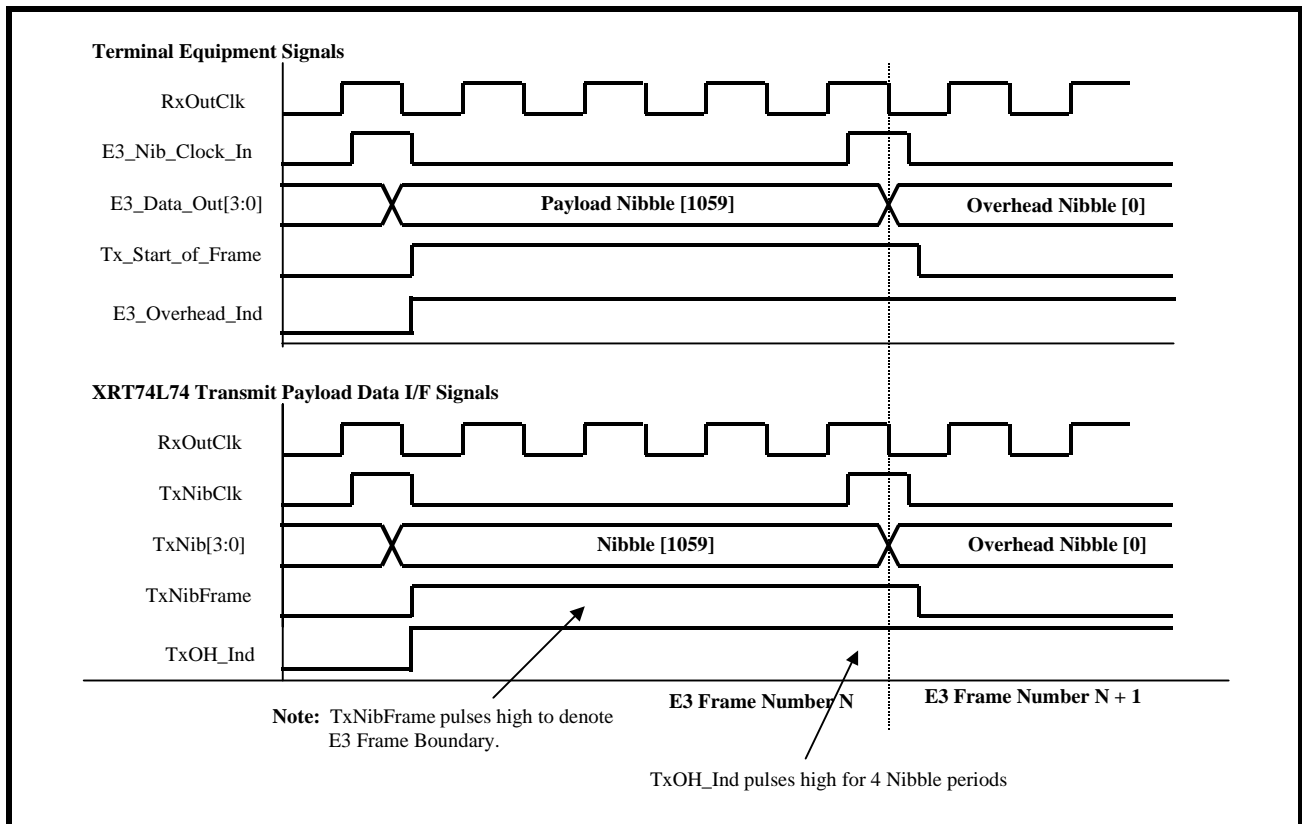 Terminal Equipment Signals
RxOutClk
E3_Nib_Clock_In
E3_Data_Out[3:0]
Payload Nibble [1059]
Overhead Nibble [0]
Tx_Start_of_Frame
E3_Overhead_Ind
XRT74L74 Transmit Payload Data I/F Signals
RxOutClk
TxNibClk
TxNib[3:0]
Nibble [1059]
Overhead Nibble [0]
TxNibFrame
TxOH_Ind
E3 Frame Number N
E3 Frame Number N + 1
Note: TxNibFrame pulses high to denote
E3 Frame Boundary.
TxOH_Ind pulses high for 4 Nibble periods